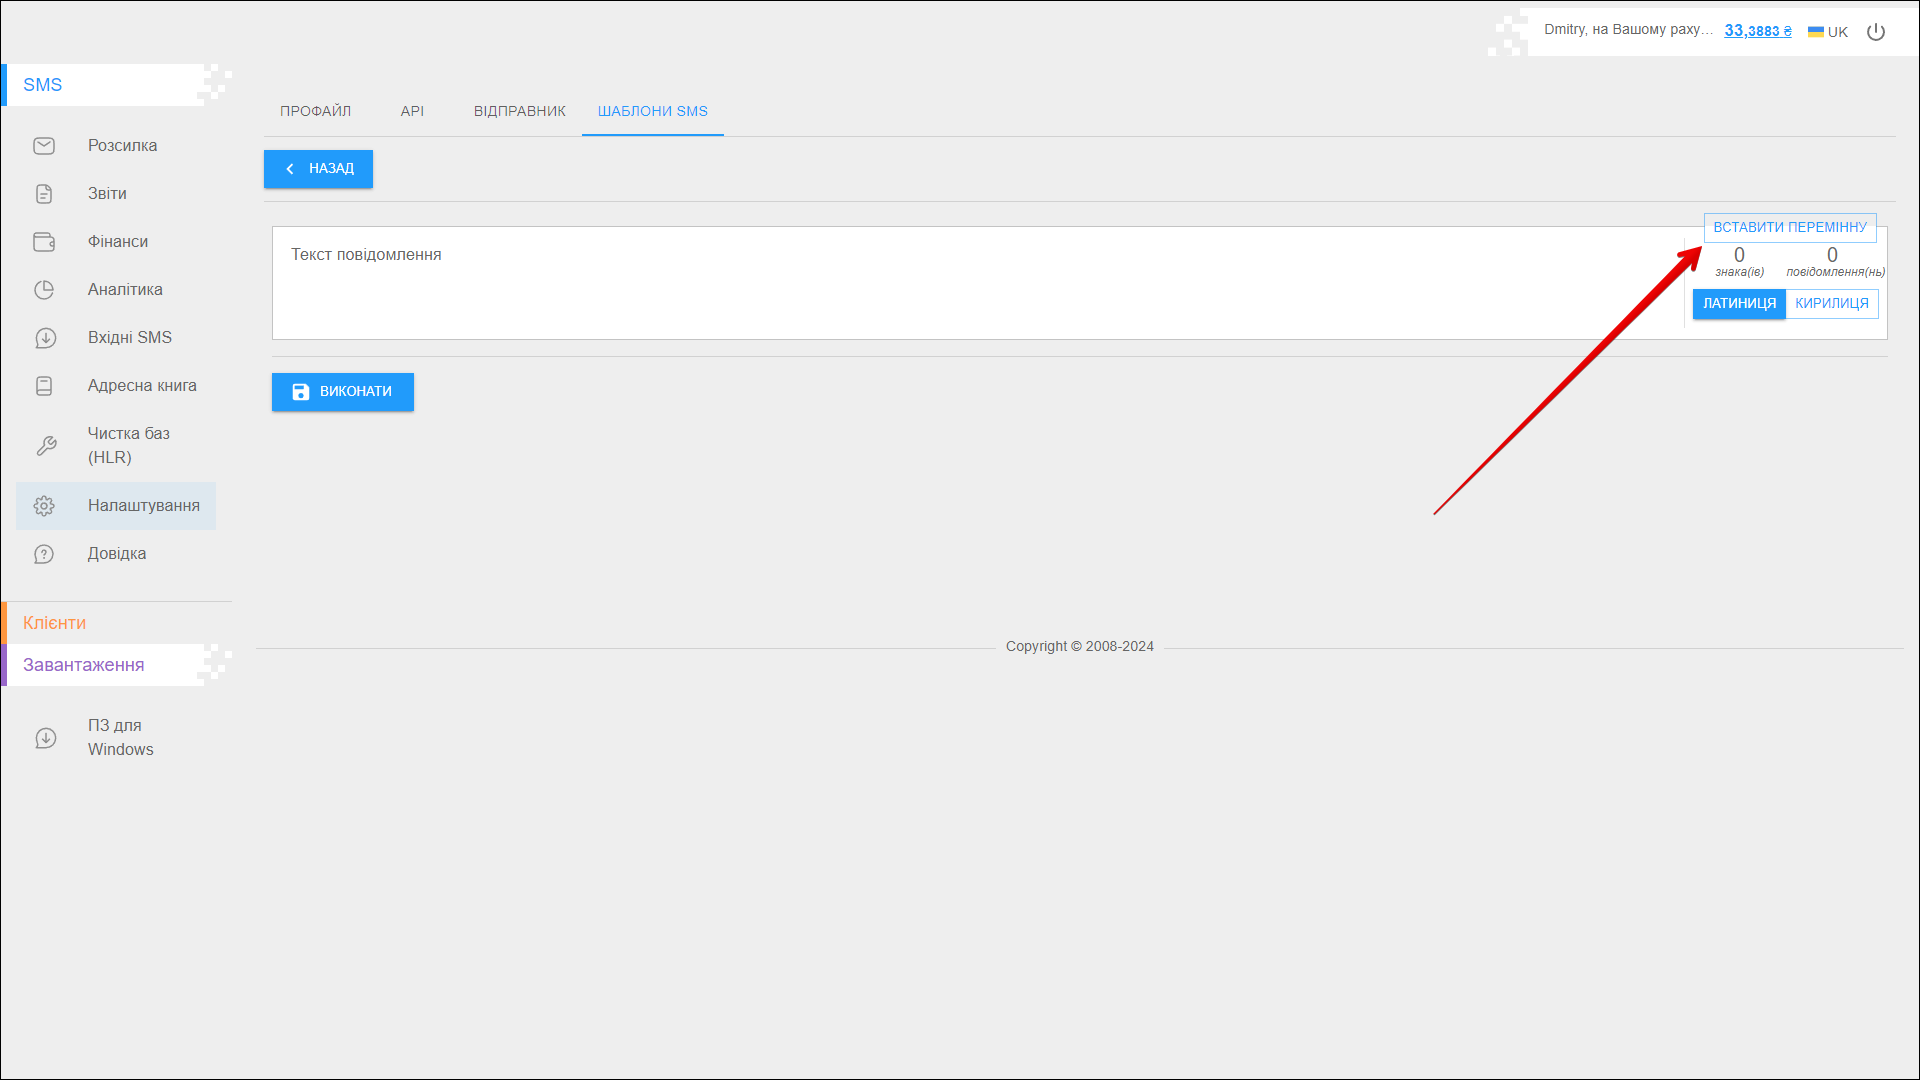 Dmitry, на Вашому раху... 33,3883 ₴ UK
SMS
ПРОФАЙЛ API ВІДПРАВНИК ШАБЛОНИ SMS
Розсилка
НАЗАД
Звіти
ВСТАВИТИ ПЕРЕМІННУ
Фінанси
Текст повідомлення
0 0
знака(ів) повідомлення(нь)
Аналітика
ЛАТИНИЦЯ КИРИЛИЦЯ
Вхідні SMS
Адресна книга
ВИКОНАТИ
Чистка баз
(HLR)
Налаштування
Довідка
Клієнти
Copyright © 2008-2024
Завантаження
ПЗ для
Windows